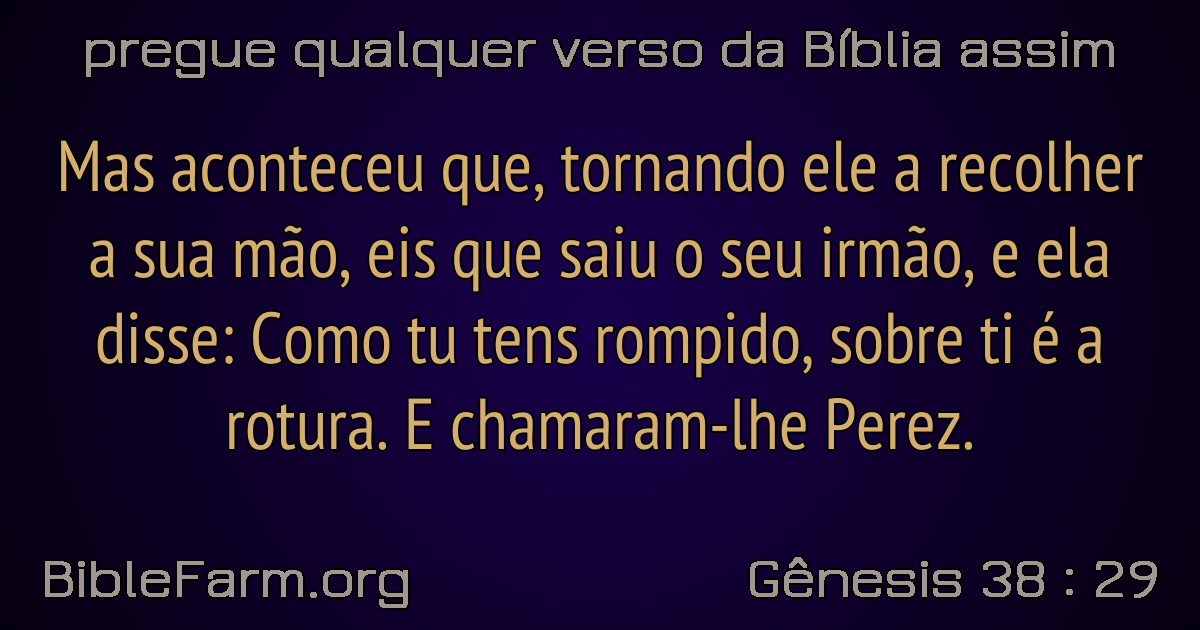 pregue qualquer verso da Bíblia assim
Mas aconteceu que, tornando ele a recolher
a sua mão, eis que saiu o seu irmão, e ela
disse: Como tu tens rompido, sobre ti é a
rotura. E chamaram-lhe Perez.
BibleFarm.org
Gênesis 38 : 29